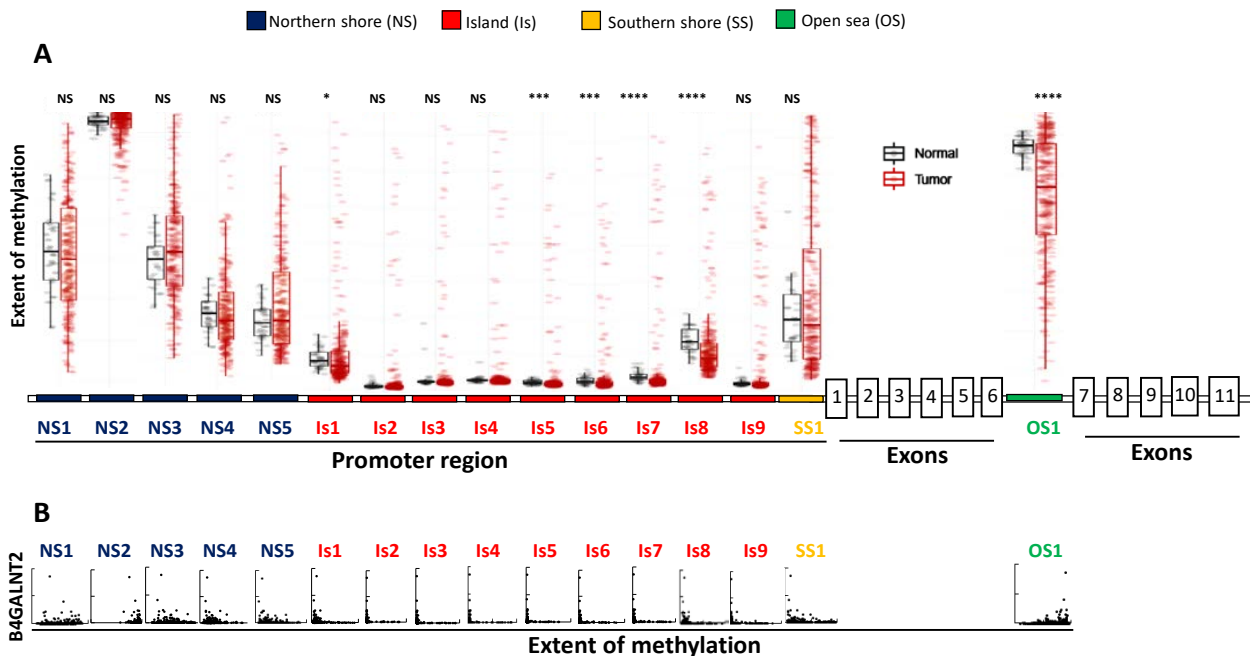 Northern shore (NS) Island (Is) Southern shore (SS) Open sea (OS)
A
NS NS NS NS NS * NS NS NS *** *** **** **** NS NS ****
Extent of methylation
Normal
Tumor
1 2 3 4 5 6 7 8 9 10 11
NS1 NS2 NS3 NS4 NS5 Is1 Is2 Is3 Is4 Is5 Is6 Is7 Is8 Is9 SS1 OS1
Promoter region Exons Exons
B
NS1 NS2 NS3 NS4 NS5 Is1 Is2 Is3 Is4 Is5 Is6 Is7 Is8 Is9 SS1 OS1
B4GALNT2
Extent of methylation